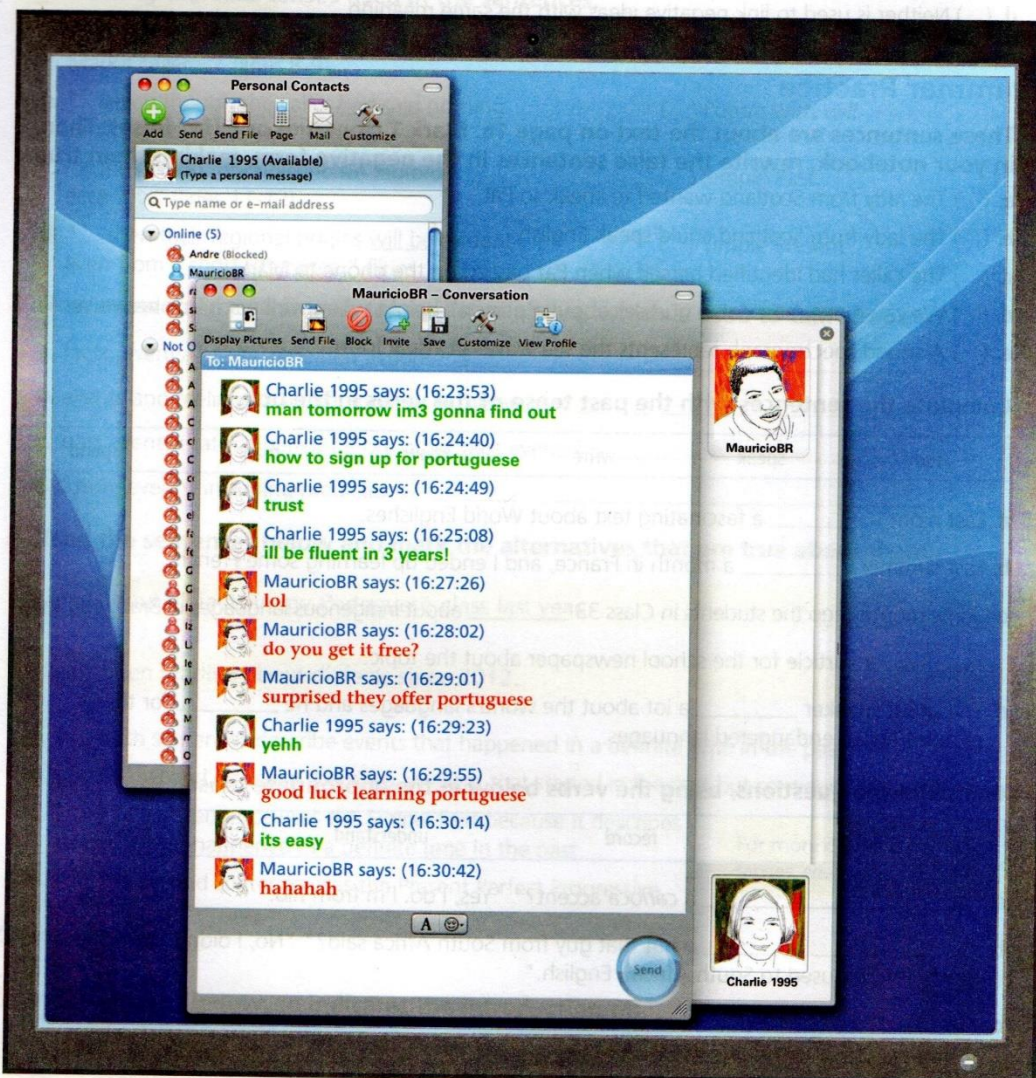 Personal Contacts
Add Send Send File Page Mail Customize
Charlie 1995 (Available)
(Type a personal message)
Type name or e-mail address
Online (5)
Andre (Blocked)
MauricioBR
MauricioBR – Conversation
Display Pictures Send File Block Invite Save Customize View Profile
To: MauricioBR
Charlie 1995 says: (16:23:53)
man tomorrow im3 gonna find out
Charlie 1995 says: (16:24:40)
how to sign up for portuguese
Charlie 1995 says: (16:24:49)
trust
Charlie 1995 says: (16:25:08)
ill be fluent in 3 years!
MauricioBR says: (16:27:26)
lol
MauricioBR says: (16:28:02)
do you get it free?
MauricioBR says: (16:29:01)
surprised they offer portuguese
Charlie 1995 says: (16:29:23)
yehh
MauricioBR says: (16:29:55)
good luck learning portuguese
Charlie 1995 says: (16:30:14)
its easy
MauricioBR says: (16:30:42)
hahahah
A
Send
MauricioBR
Charlie 1995